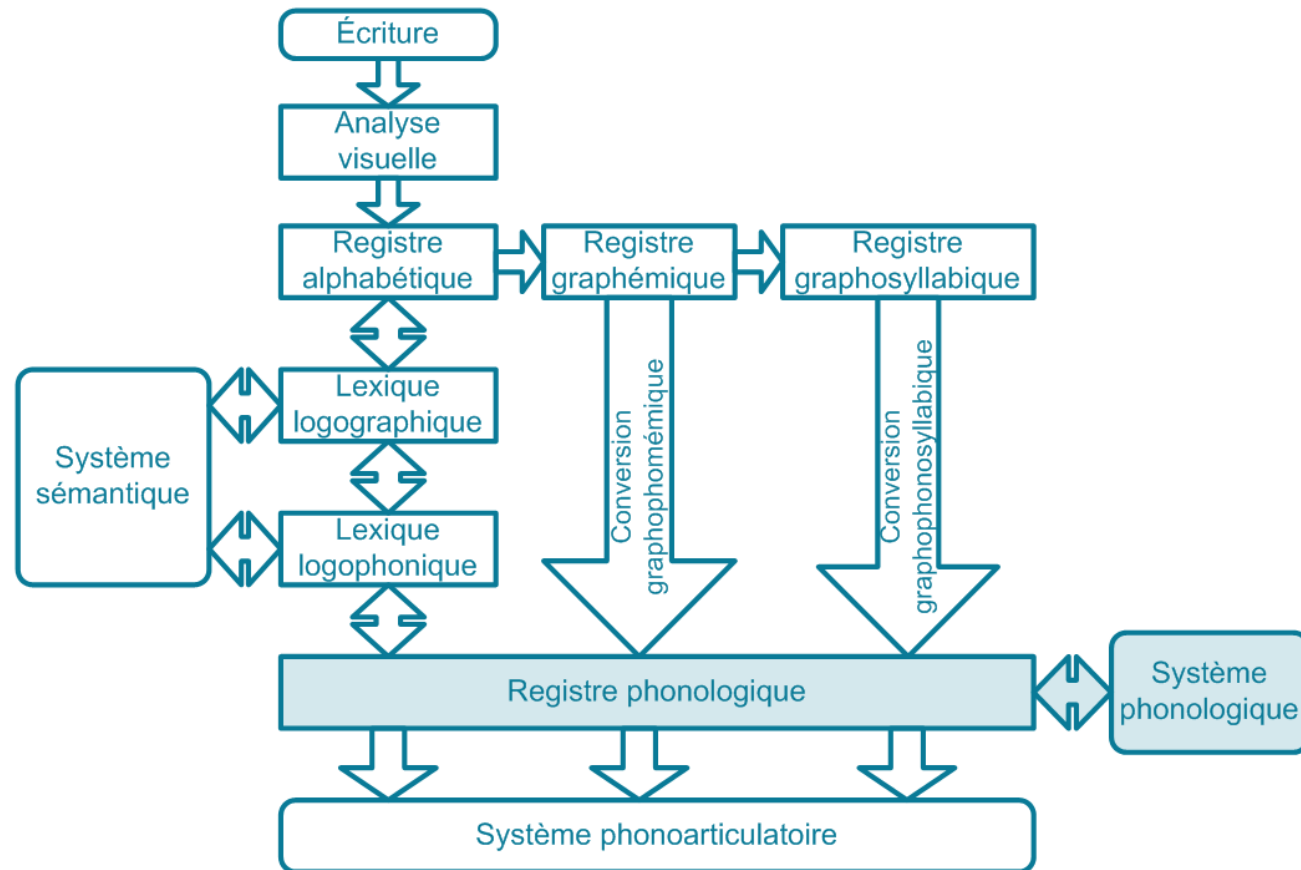 Écriture
Analyse
visuelle
Registre
alphabétique
Registre
graphémique
Registre
graphosyllabique
Système
sémantique
Lexique
logographique
Lexique
logophonique
Conversion
graphophomémique
Conversion
graphophonosyllabique
Registre phonologique
Système
phonologique
Système phonoarticulatoire